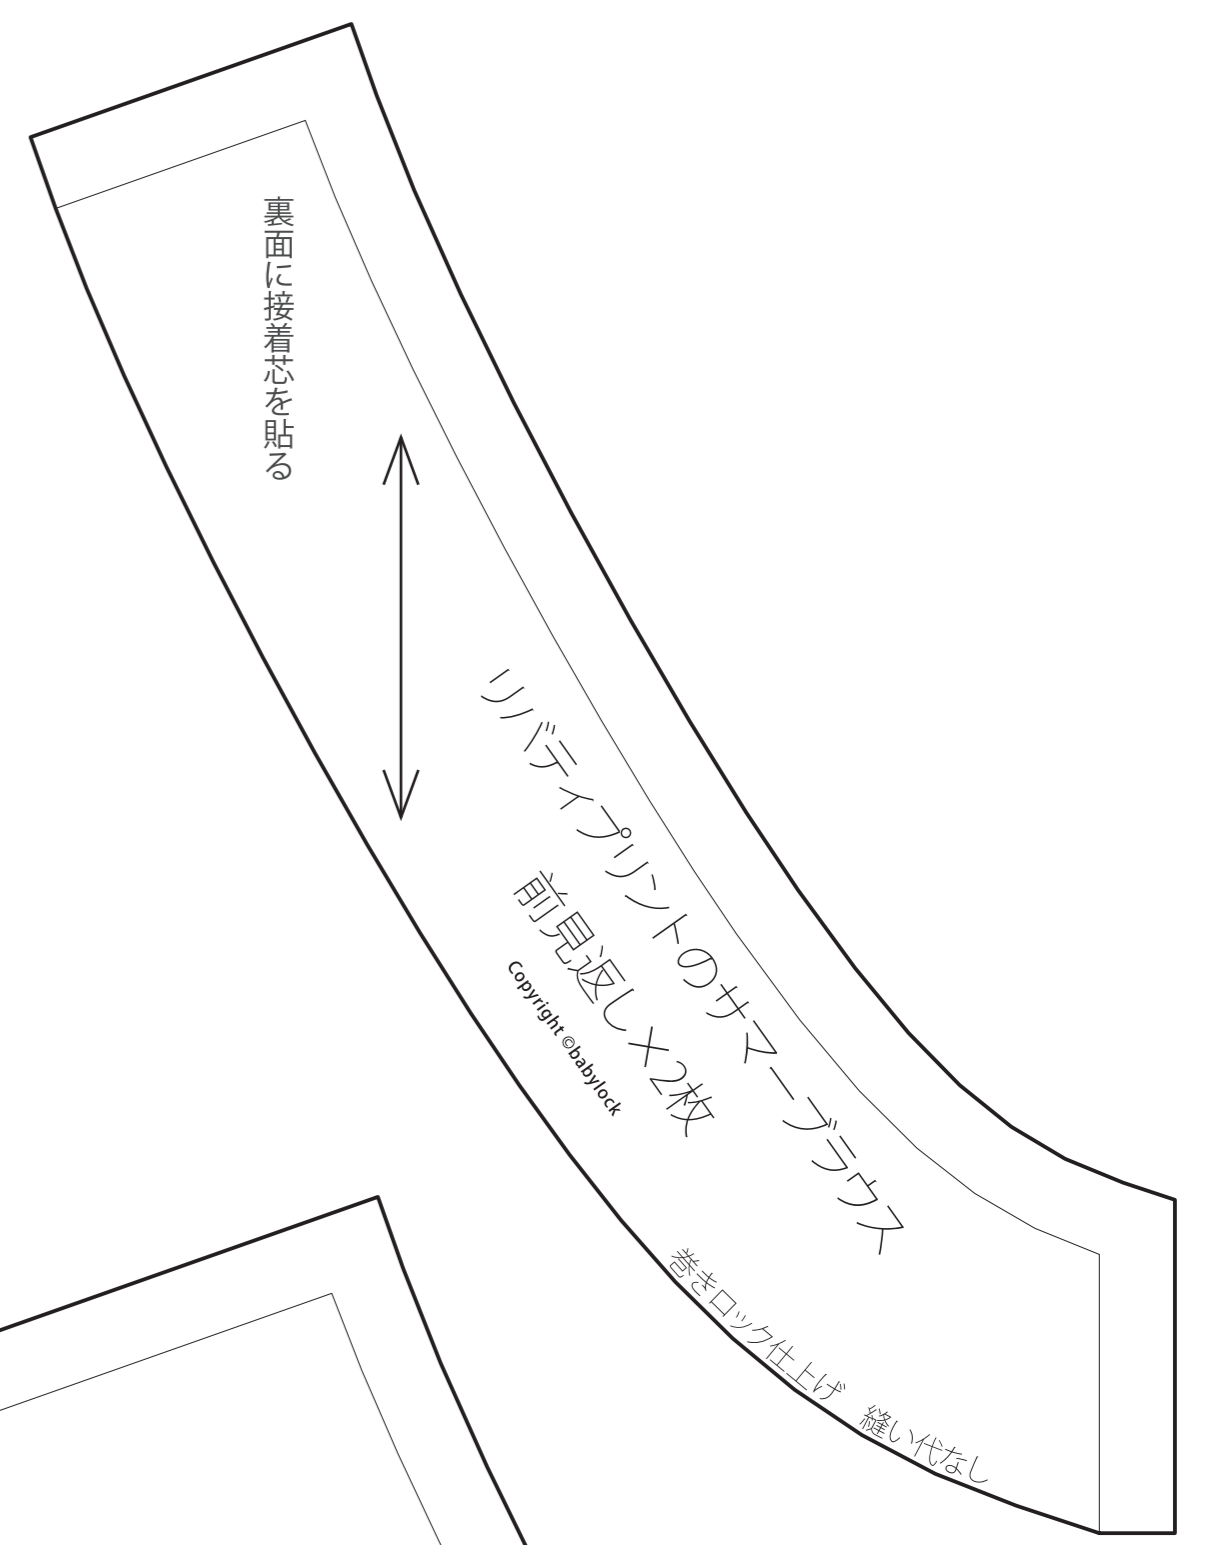 裏面に接着芯を貼る
リバティプリントのサマーブラウス
前見返し×2枚
Copyright ©babylock
巻きロック仕上げ　縫い代なし